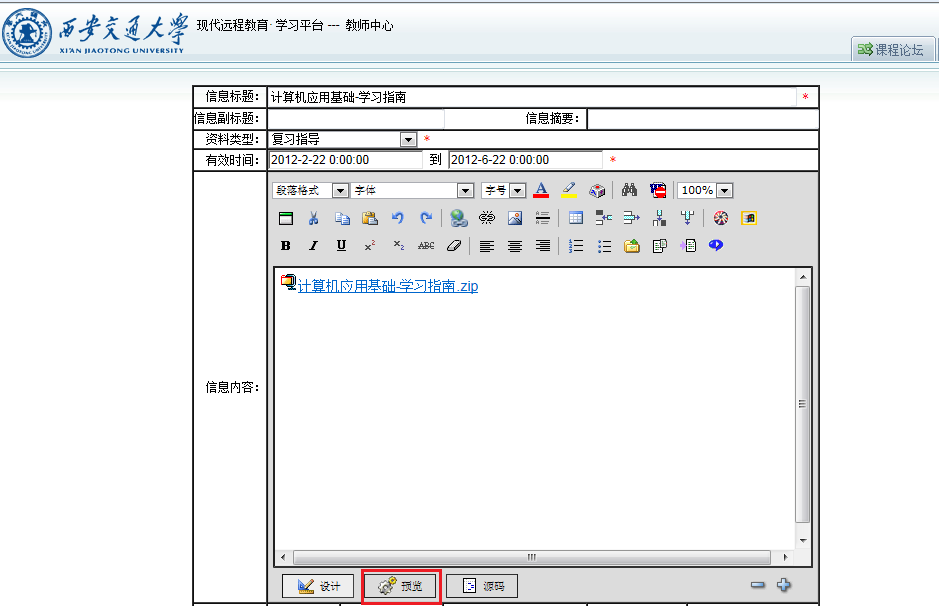 西安交通大学
XI'AN JIAOTONG UNIVERSITY
现代远程教育·学习平台 --- 教师中心
课程论坛
信息标题: 计算机应用基础-学习指南 *
信息副标题: 信息摘要:
资料类型: 复习指导 *
有效时间: 2012-2-22 0:00:00 到 2012-6-22 0:00:00 *
段落格式 字体 字号 A 100%
B I U x² x₂ ABC
计算机应用基础-学习指南.zip
信息内容:
设计 预览 源码